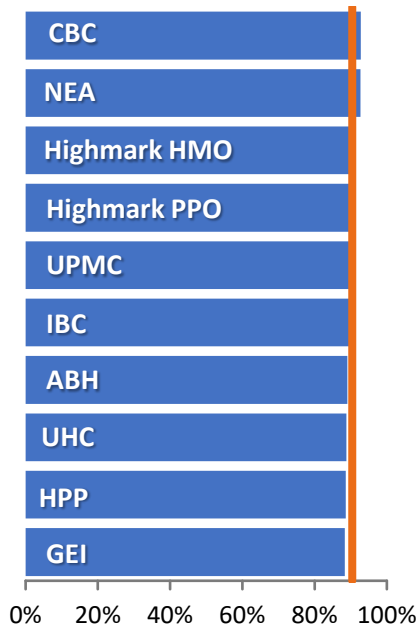 CBC
NEA
Highmark HMO
Highmark PPO
UPMC
IBC
ABH
UHC
HPP
GEI
0% 20% 40% 60% 80% 100%